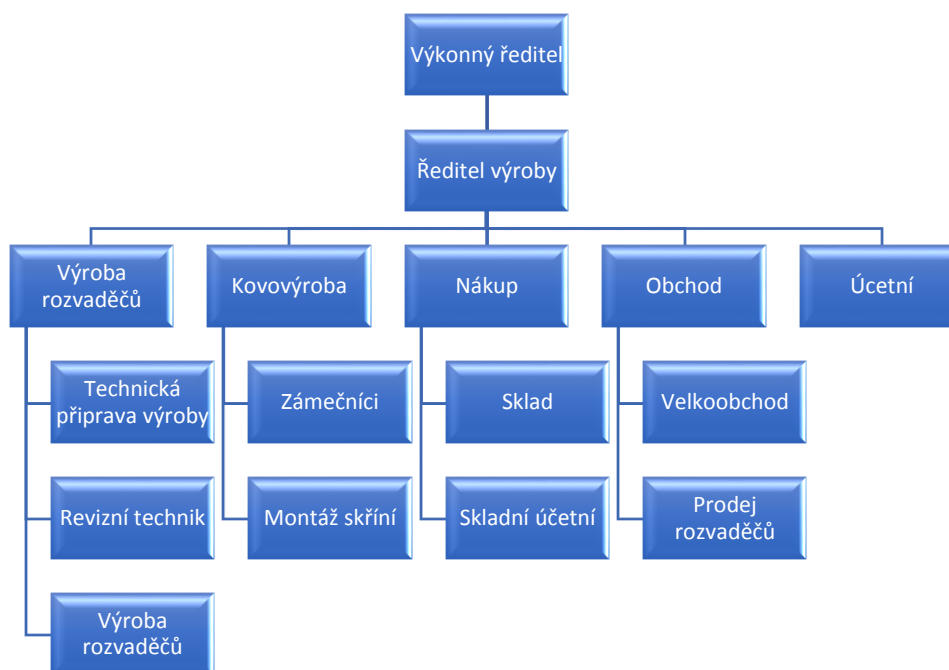 Výkonný ředitel
Ředitel výroby
Výroba
rozvaděčů
Kovovýroba
Nákup
Obchod
Účetní
Technická
připrava výroby
Zámečníci
Sklad
Velkoobchod
Revizní technik
Montáž skříní
Skladní účetní
Prodej
rozvaděčů
Výroba
rozvaděčů